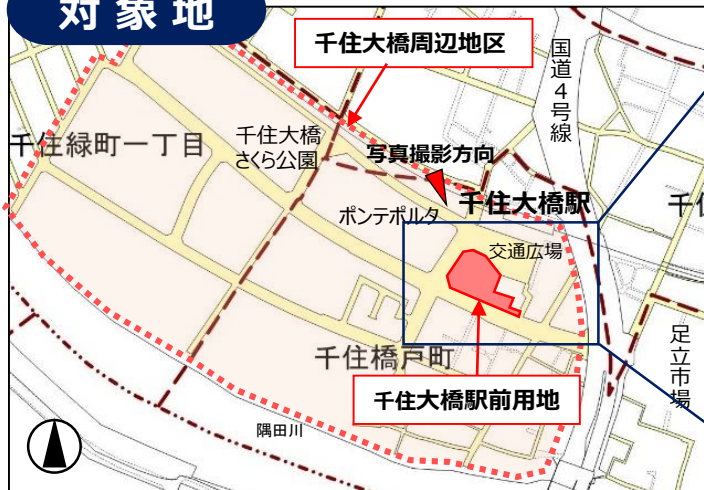 対象地
千住大橋周辺地区
国道4号線
千住緑町一丁目
千住大橋
さくら公園
写真撮影方向
千住大橋駅
ポンテポルタ
交通広場
千住橋戸町
足立市場
千住大橋駅前用地
隅田川